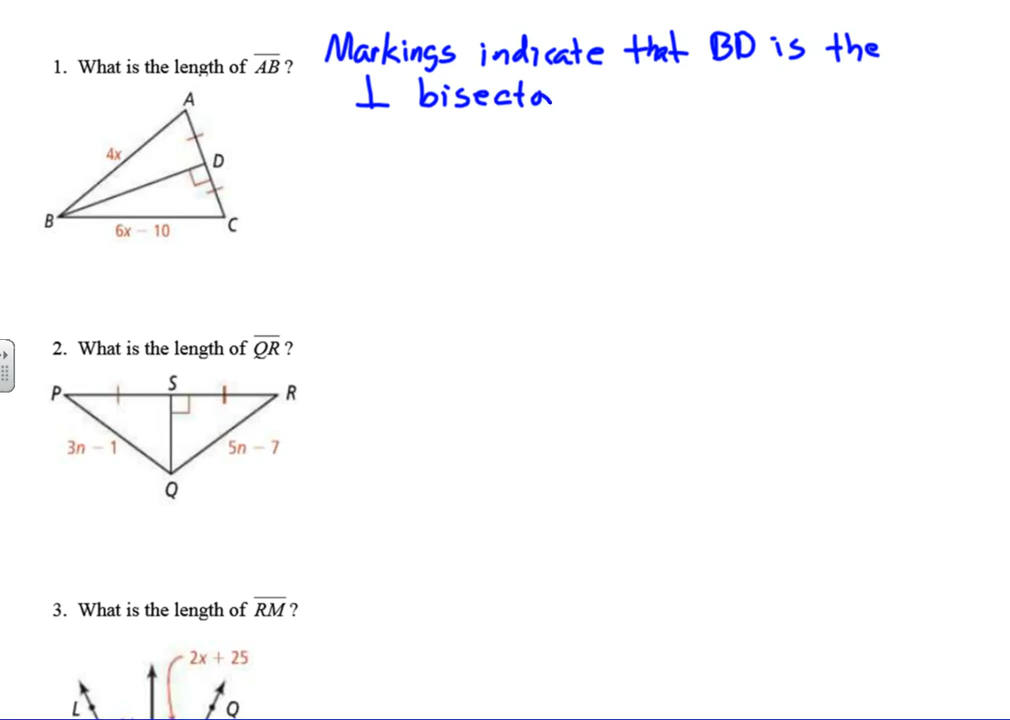 1. What is the length of AB?
Markings indicate that BD is the
⊥ bisecto
A
4x
D
B
C
6x − 10
2. What is the length of QR?
P
S
R
3n − 1
5n − 7
Q
3. What is the length of RM?
2x + 25
L
Q